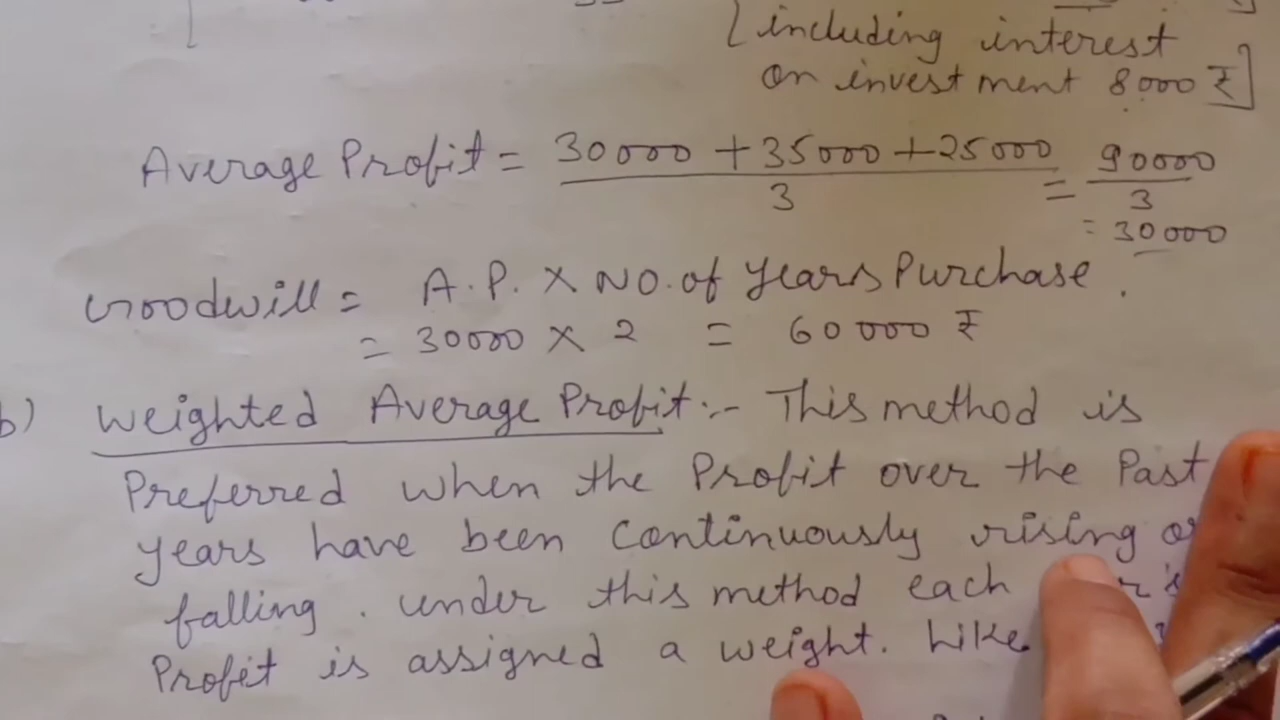 [including interest
on investment 8000 ₹]
Average Profit = 30000 + 35000 + 25000 / 3 = 90000 / 3
= 30000
Goodwill = A.P. × No. of Years Purchase.
= 30000 × 2 = 60000 ₹
b) Weighted Average Profit :- This method is
Preferred when the Profit over the Past
years have been continuously rising or
falling. under this method each
Profit is assigned a weight. Like